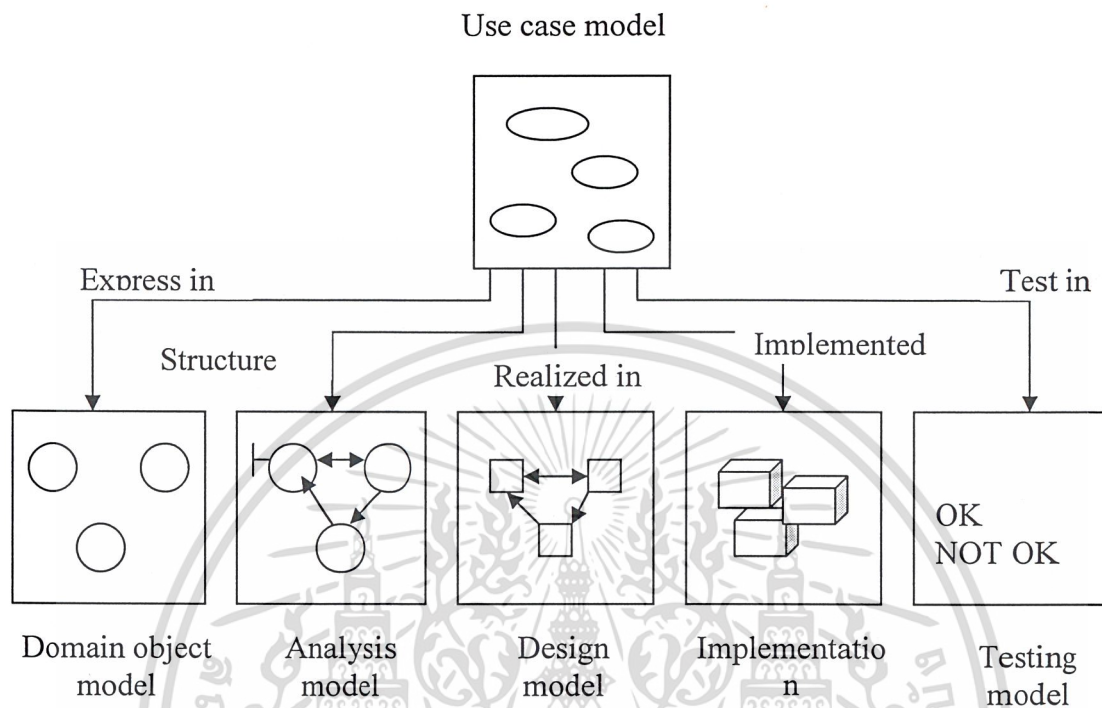 Use case model
Express in
Test in
Structure
Implemented
Realized in
OK
NOT OK
Domain object
model
Analysis
model
Design
model
Implementatio
n
Testing
model